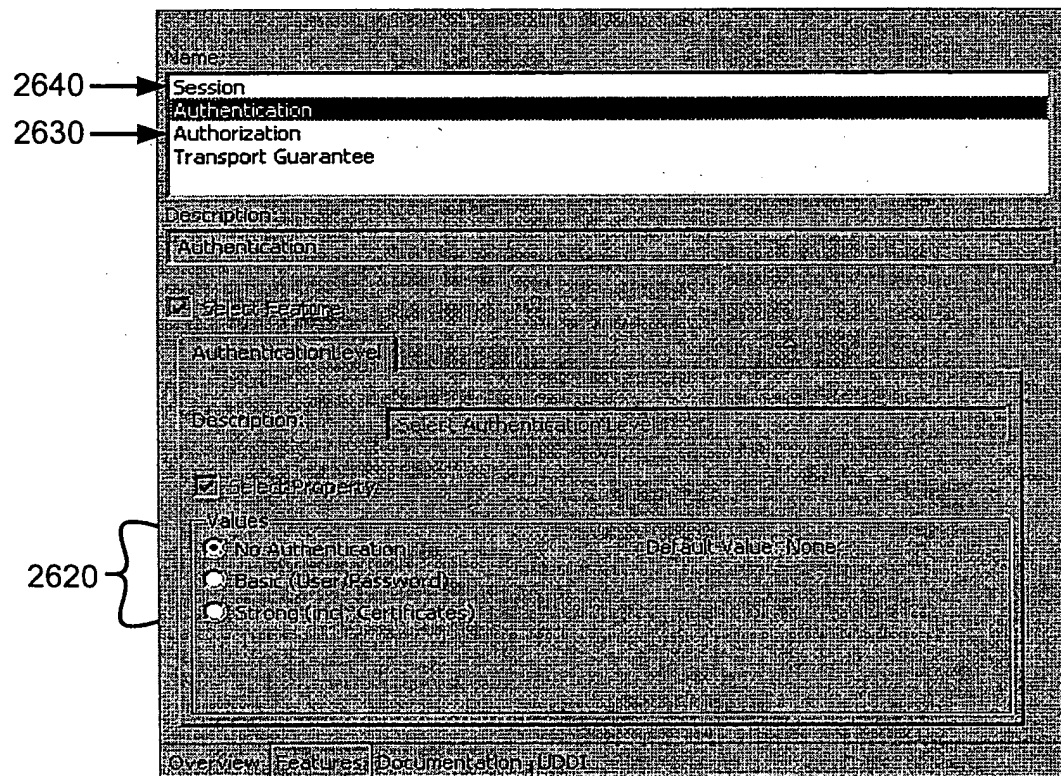 Name:
2640
Session
Authentication
2630
Authorization
Transport Guarantee
Description:
Authentication
Select Feature
AuthenticationLevel
Description:
Select Authentication Level
Select Property
Values
No Authentication
Default Value: None
2620
Basic (User/Password)
Strong (incl. Certificates)
Overview Features Documentation UDDI